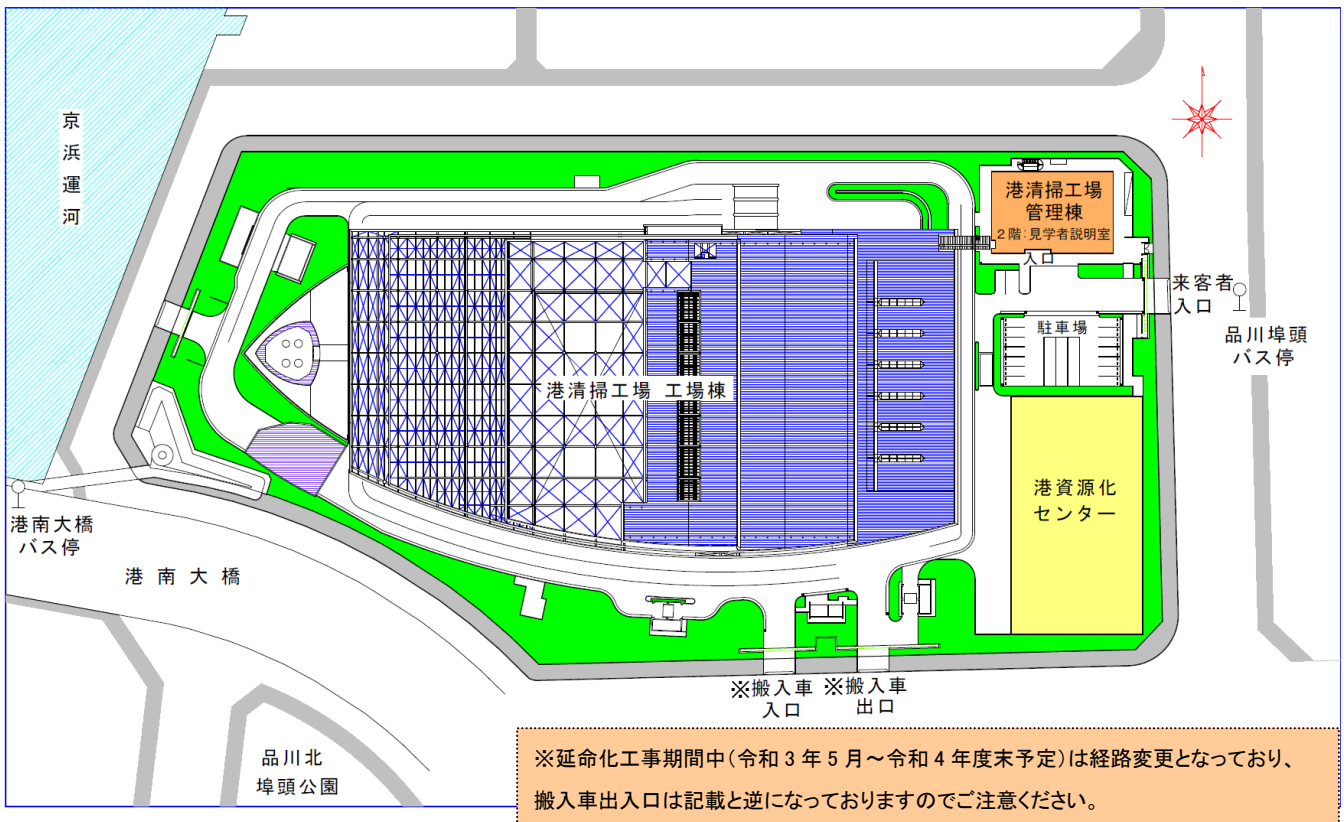 京浜運河
港清掃工場
管理棟
2階：見学者説明室
入口
来客者
入口
品川埠頭
バス停
駐車場
港清掃工場 工場棟
港資源化
センター
港南大橋
バス停
港南大橋
※搬入車
入口
※搬入車
出口
品川北
埠頭公園
※延命化工事期間中（令和３年５月～令和４年度末予定）は経路変更となっており、
搬入車出入口は記載と逆になっておりますのでご注意ください。